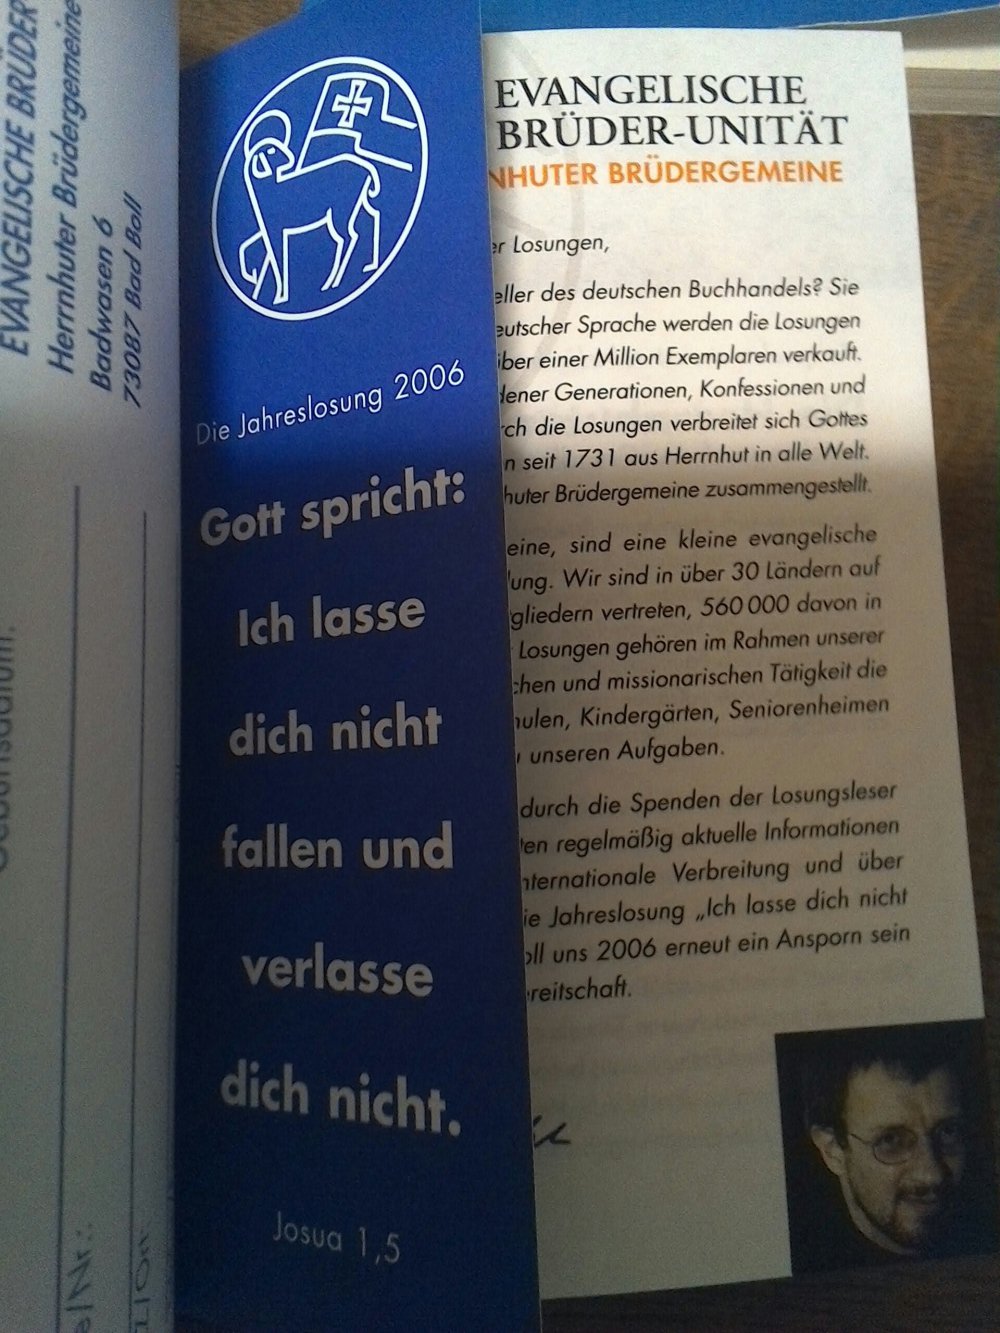 EVANGELISCHE BRÜDER
Herrnhuter Brüdergemeine
Badwasen 6
73087 Bad Boll
Die Jahreslosung 2006
Gott spricht:
Ich lasse
dich nicht
fallen und
verlasse
dich nicht.
Josua 1,5
EVANGELISCHE
BRÜDER-UNITÄT
NHUTER BRÜDERGEMEINE
er Losungen,
eller des deutschen Buchhandels? Sie
eutscher Sprache werden die Losungen
ber einer Million Exemplaren verkauft.
dener Generationen, Konfessionen und
rch die Losungen verbreitet sich Gottes
n seit 1731 aus Herrnhut in alle Welt.
huter Brüdergemeine zusammengestellt.
eine, sind eine kleine evangelische
ung. Wir sind in über 30 Ländern auf
gliedern vertreten, 560 000 davon in
Losungen gehören im Rahmen unserer
chen und missionarischen Tätigkeit die
ulen, Kindergärten, Seniorenheimen
unseren Aufgaben.
durch die Spenden der Losungsleser
ten regelmäßig aktuelle Informationen
nternationale Verbreitung und über
ie Jahreslosung „Ich lasse dich nicht
oll uns 2006 erneut ein Ansporn sein
reitschaft.